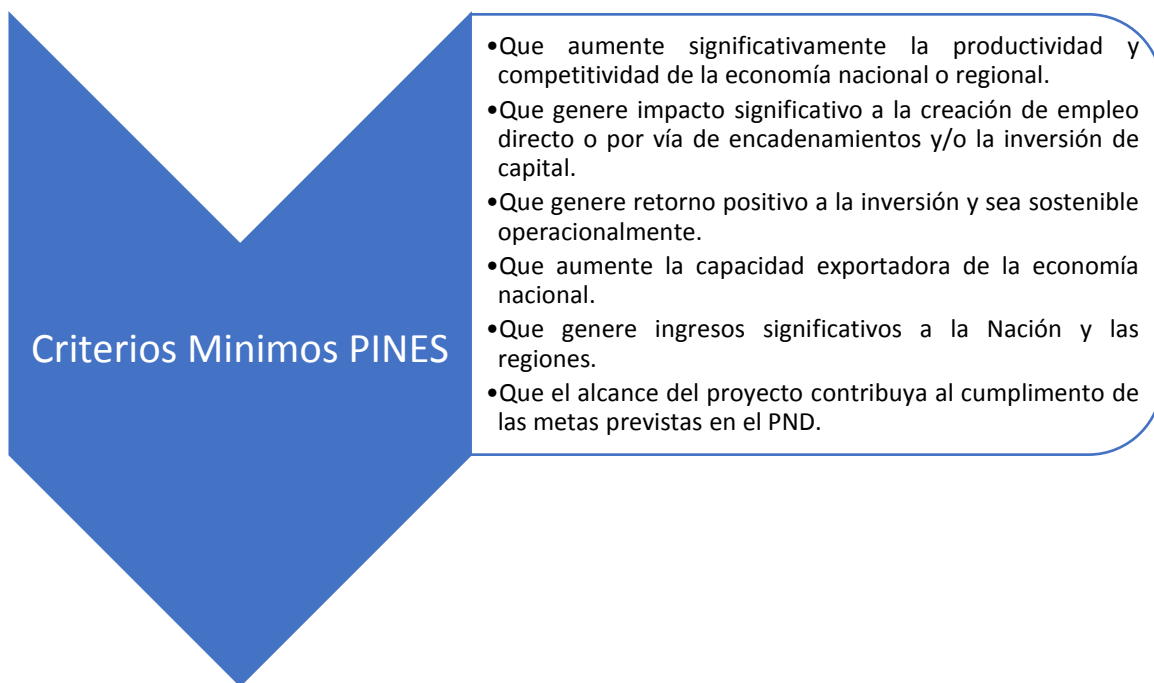 Criterios Minimos PINES
•Que aumente significativamente la productividad y
competitividad de la economía nacional o regional.
•Que genere impacto significativo a la creación de empleo
directo o por vía de encadenamientos y/o la inversión de
capital.
•Que genere retorno positivo a la inversión y sea sostenible
operacionalmente.
•Que aumente la capacidad exportadora de la economía
nacional.
•Que genere ingresos significativos a la Nación y las
regiones.
•Que el alcance del proyecto contribuya al cumplimento de
las metas previstas en el PND.